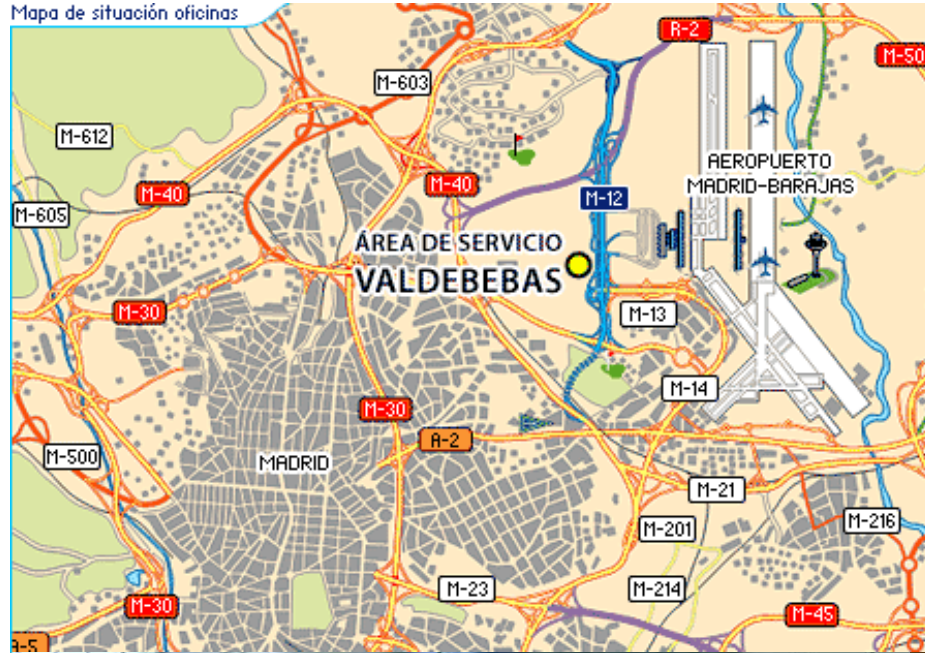 Mapa de situación oficinas
R-2
M-50
M-603
M-612
AEROPUERTO
MADRID-BARAJAS
M-40
M-40
M-12
M-605
ÁREA DE SERVICIO
VALDEBEBAS
M-30
M-13
M-14
M-30
A-2
M-500
MADRID
M-21
M-216
M-201
M-23
M-214
M-30
M-45
A-5